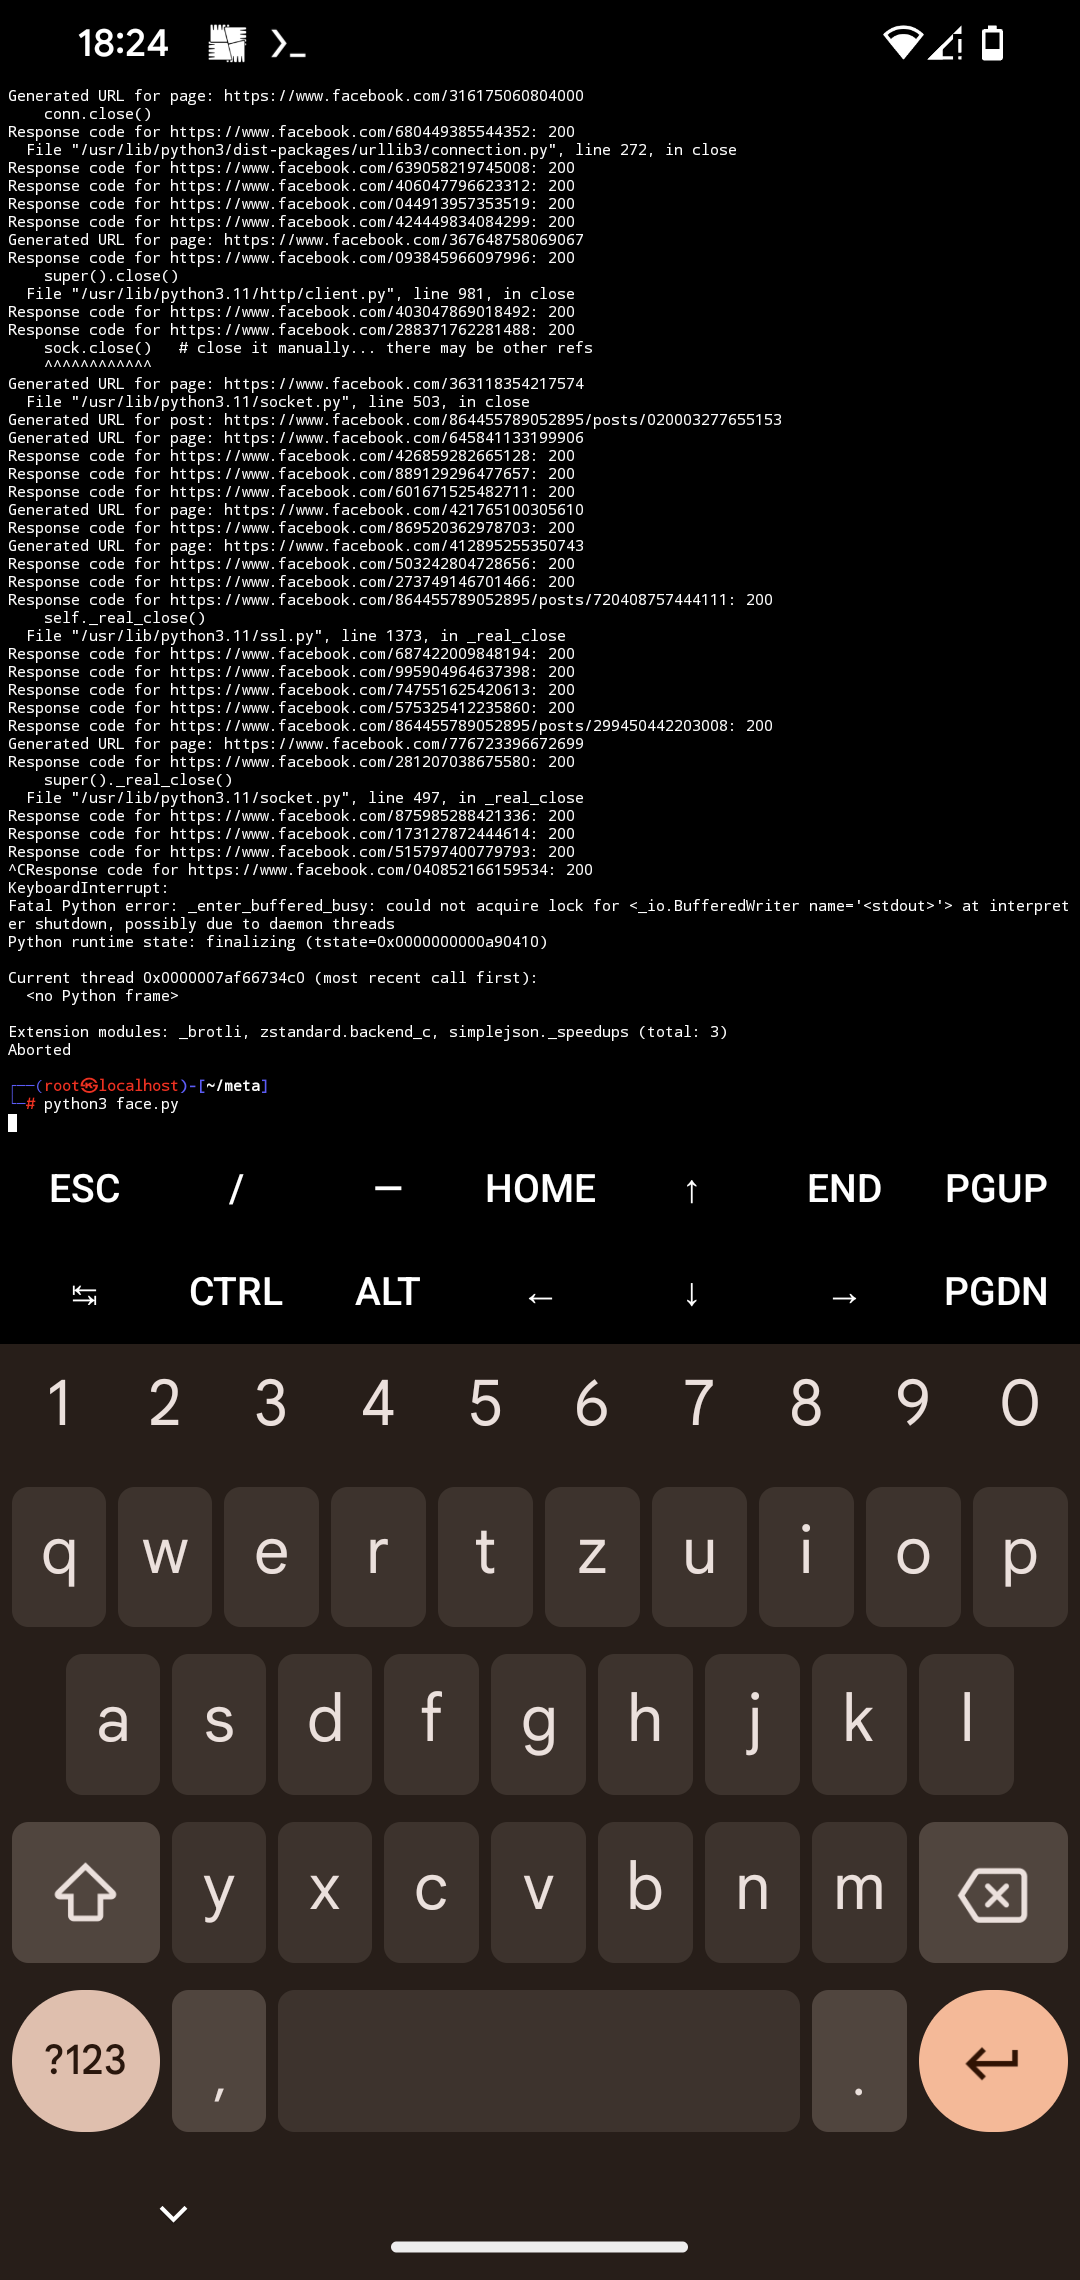 18:24
Generated URL for page: https://www.facebook.com/316175060804000
conn.close()
Response code for https://www.facebook.com/680449385544352: 200
File "/usr/lib/python3/dist-packages/urllib3/connection.py", line 272, in close
Response code for https://www.facebook.com/639058219745008: 200
Response code for https://www.facebook.com/406047796623312: 200
Response code for https://www.facebook.com/044913957353519: 200
Response code for https://www.facebook.com/424449834084299: 200
Generated URL for page: https://www.facebook.com/367648758069067
Response code for https://www.facebook.com/093845966097996: 200
super().close()
File "/usr/lib/python3.11/http/client.py", line 981, in close
Response code for https://www.facebook.com/403047869018492: 200
Response code for https://www.facebook.com/288371762281488: 200
sock.close()   # close it manually... there may be other refs
^^^^^^^^^^^^
Generated URL for page: https://www.facebook.com/363118354217574
File "/usr/lib/python3.11/socket.py", line 503, in close
Generated URL for post: https://www.facebook.com/864455789052895/posts/020003277655153
Generated URL for page: https://www.facebook.com/645841133199906
Response code for https://www.facebook.com/426859282665128: 200
Response code for https://www.facebook.com/889129296477657: 200
Response code for https://www.facebook.com/601671525482711: 200
Generated URL for page: https://www.facebook.com/421765100305610
Response code for https://www.facebook.com/869520362978703: 200
Generated URL for page: https://www.facebook.com/412895255350743
Response code for https://www.facebook.com/503242804728656: 200
Response code for https://www.facebook.com/273749146701466: 200
Response code for https://www.facebook.com/864455789052895/posts/720408757444111: 200
self._real_close()
File "/usr/lib/python3.11/ssl.py", line 1373, in _real_close
Response code for https://www.facebook.com/687422009848194: 200
Response code for https://www.facebook.com/995904964637398: 200
Response code for https://www.facebook.com/747551625420613: 200
Response code for https://www.facebook.com/575325412235860: 200
Response code for https://www.facebook.com/864455789052895/posts/299450442203008: 200
Generated URL for page: https://www.facebook.com/776723396672699
Response code for https://www.facebook.com/281207038675580: 200
super()._real_close()
File "/usr/lib/python3.11/socket.py", line 497, in _real_close
Response code for https://www.facebook.com/875985288421336: 200
Response code for https://www.facebook.com/173127872444614: 200
Response code for https://www.facebook.com/515797400779793: 200
^CResponse code for https://www.facebook.com/040852166159534: 200
KeyboardInterrupt:
Fatal Python error: _enter_buffered_busy: could not acquire lock for <_io.BufferedWriter name='<stdout>'> at interpret
er shutdown, possibly due to daemon threads
Python runtime state: finalizing (tstate=0x0000000000a90410)
Current thread 0x0000007af66734c0 (most recent call first):
<no Python frame>
Extension modules: _brotli, zstandard.backend_c, simplejson._speedups (total: 3)
Aborted
┌──(root㉿localhost)-[~/meta]
└─# python3 face.py
ESC / — HOME ↑ END PGUP
↹ CTRL ALT ← ↓ → PGDN
1 2 3 4 5 6 7 8 9 0
q w e r t z u i o p
a s d f g h j k l
y x c v b n m
?123 , .